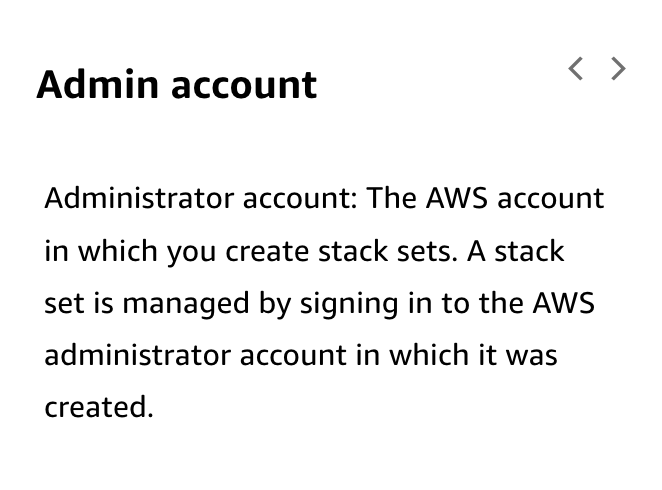 Admin account
Administrator account: The AWS account
in which you create stack sets. A stack
set is managed by signing in to the AWS
administrator account in which it was
created.